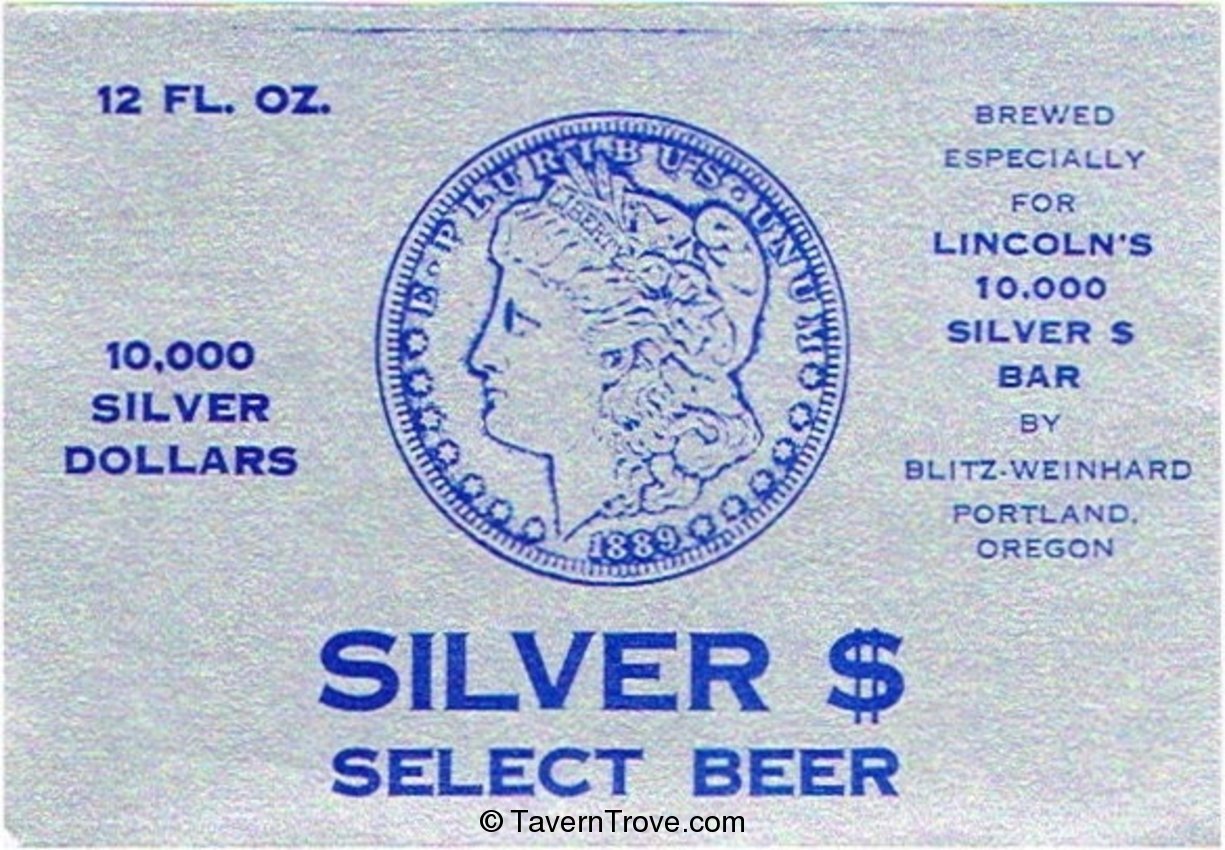 12 FL. OZ.
10,000
SILVER
DOLLARS
E·PLURIBUS·UNUM
LIBERTY
1889
BREWED
ESPECIALLY
FOR
LINCOLN'S
10.000
SILVER $
BAR
BY
BLITZ-WEINHARD
PORTLAND,
OREGON
SILVER $
SELECT BEER
© TavernTrove.com